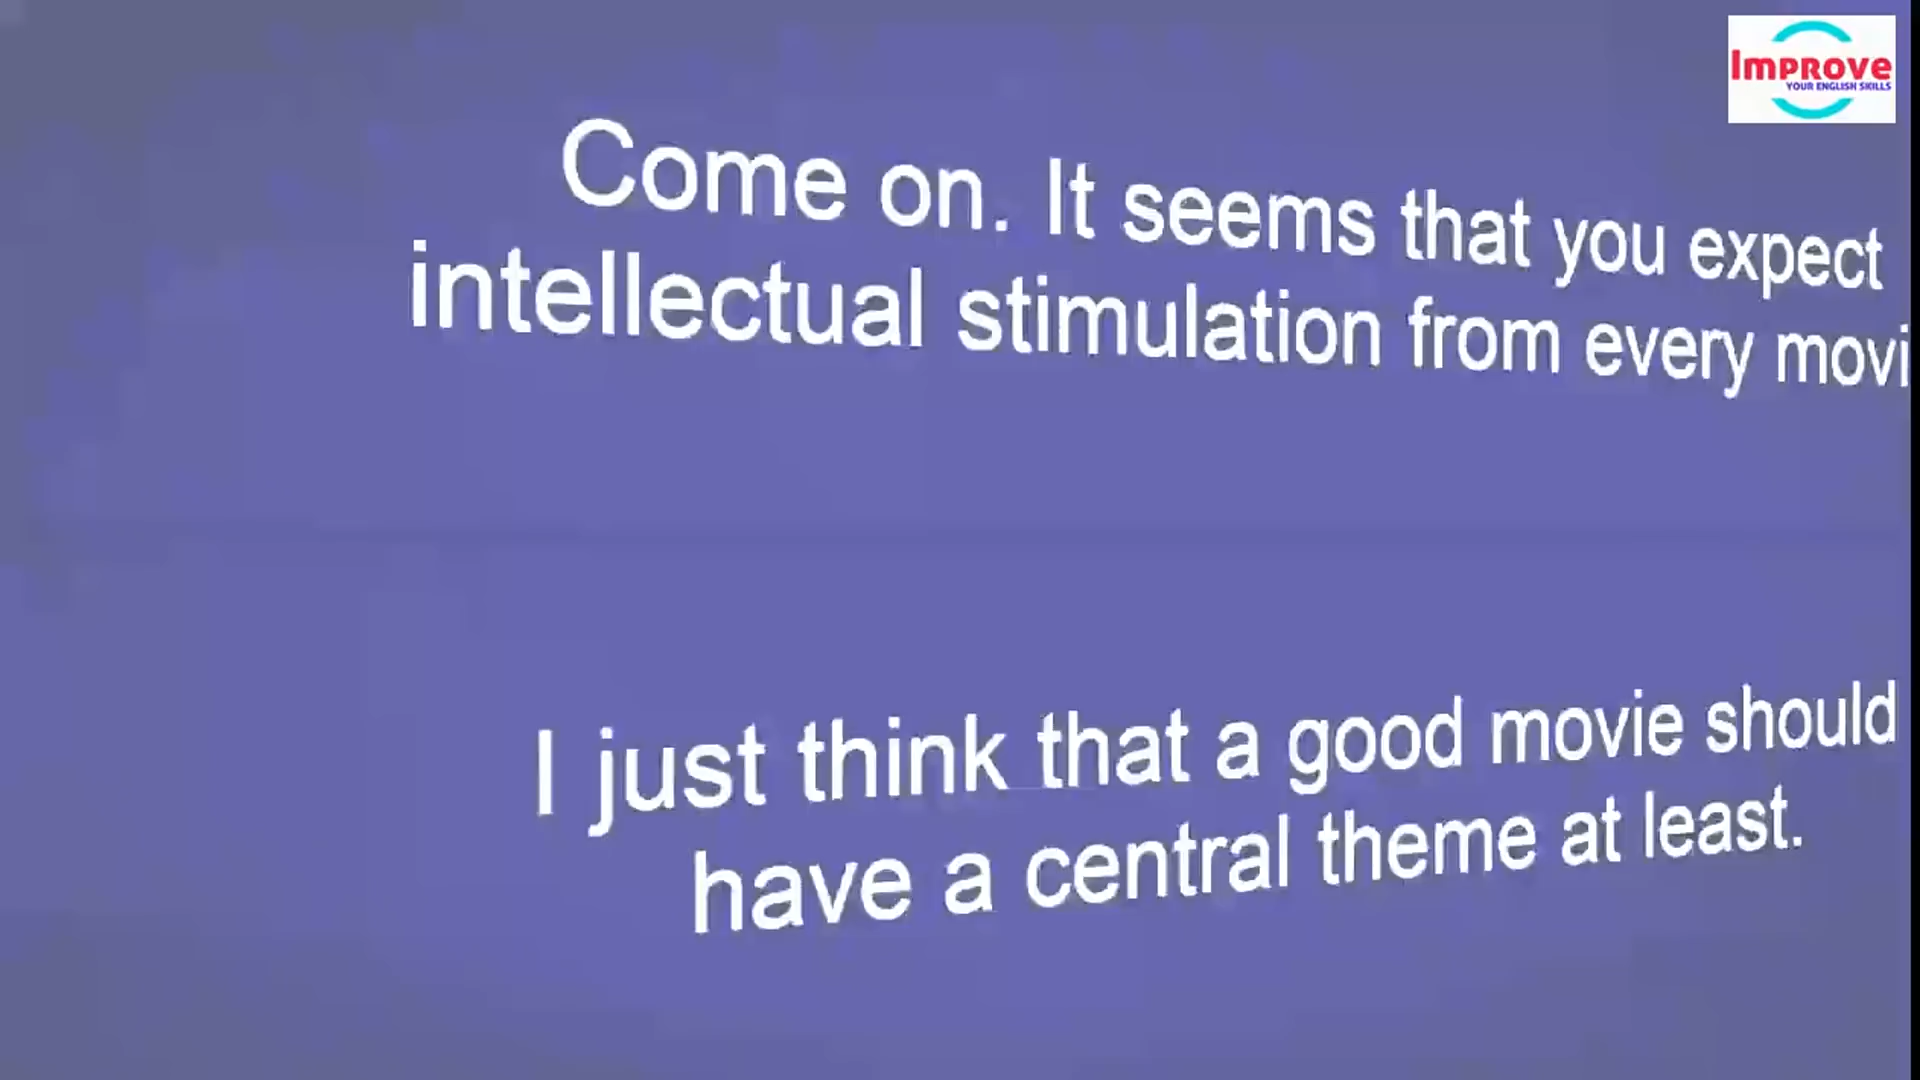 Improve
YOUR ENGLISH SKILLS
Come on. It seems that you expect
intellectual stimulation from every movi
I just think that a good movie should
have a central theme at least.